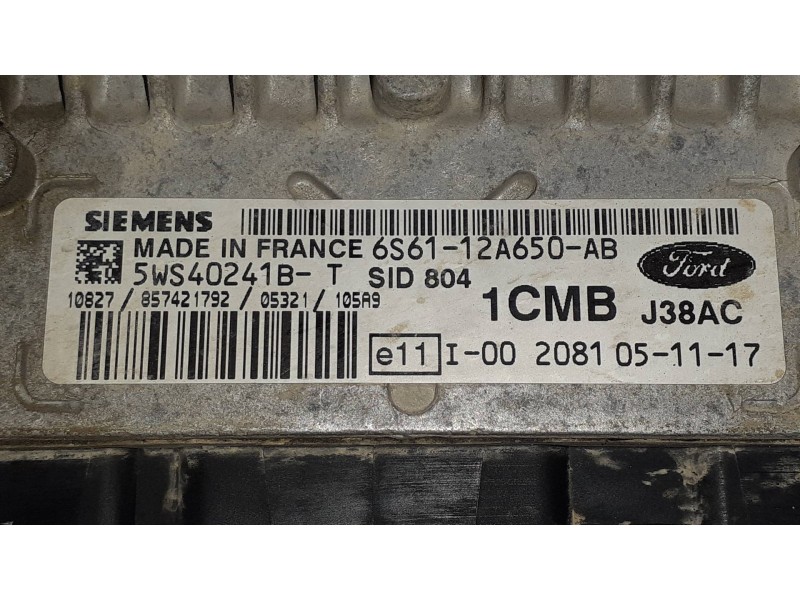 SIEMENS
MADE IN FRANCE 6S61-12A650-AB
5WS40241B- T SID 804
Ford
10827 / 857421792 / 05321 / 105A9
1CMB J38AC
e11 I-00 2081 05-11-17